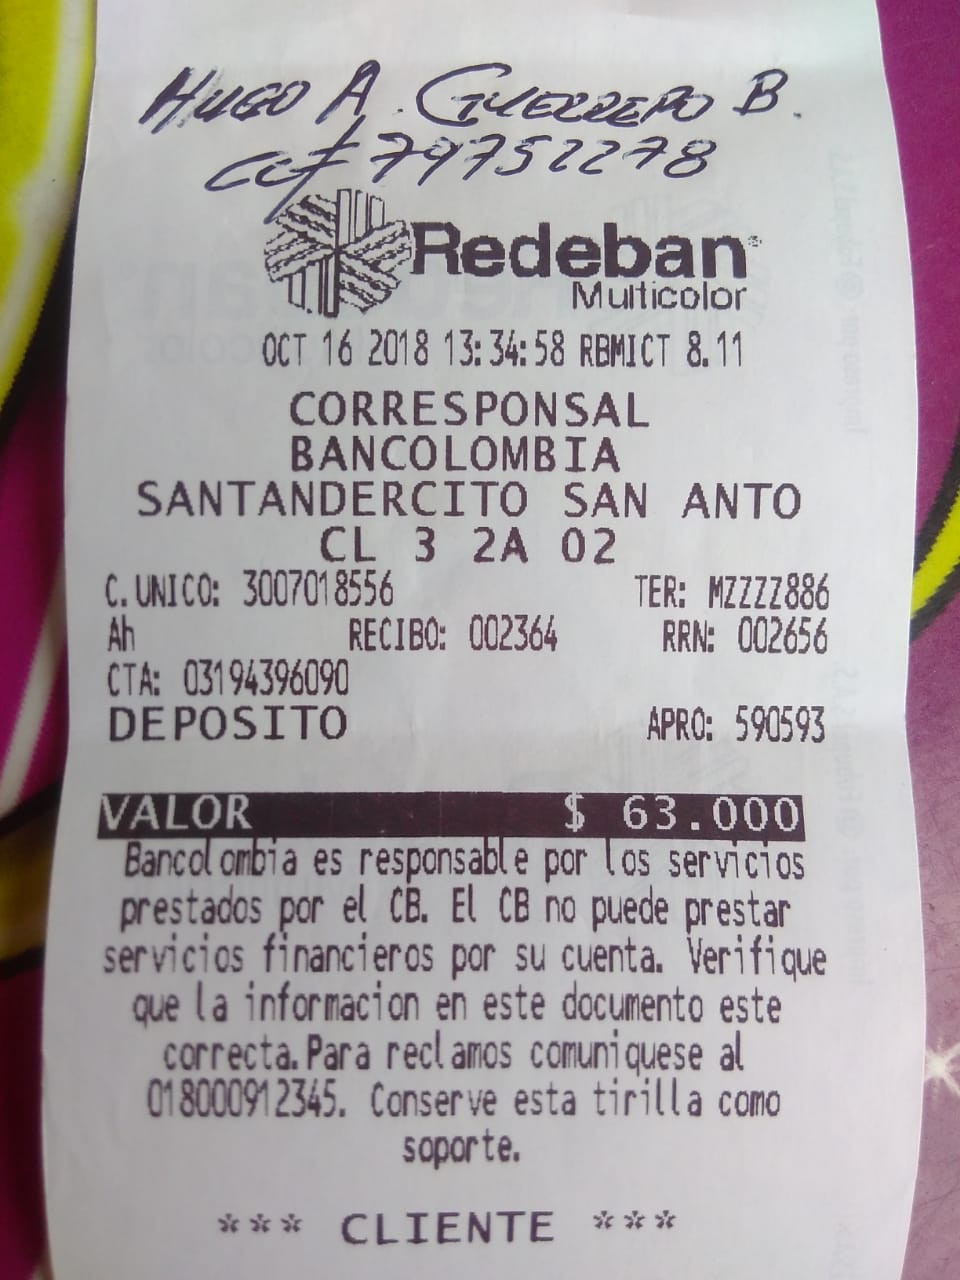 HUGO A. GUERRERO B.
cc# 79752278
Redeban
Multicolor
OCT 16 2018 13:34:58 RBMICT 8.11
CORRESPONSAL
BANCOLOMBIA
SANTANDERCITO SAN ANTO
CL 3 2A 02
C.UNICO: 3007018556 TER: MZZZZ886
Ah RECIBO: 002364 RRN: 002656
CTA: 03194396090
DEPOSITO APRO: 590593
VALOR $ 63.000
Bancolombia es responsable por los servicios
prestados por el CB. El CB no puede prestar
servicios financieros por su cuenta. Verifique
que la informacion en este documento este
correcta.Para reclamos comuniquese al
018000912345. Conserve esta tirilla como
soporte.
*** CLIENTE ***